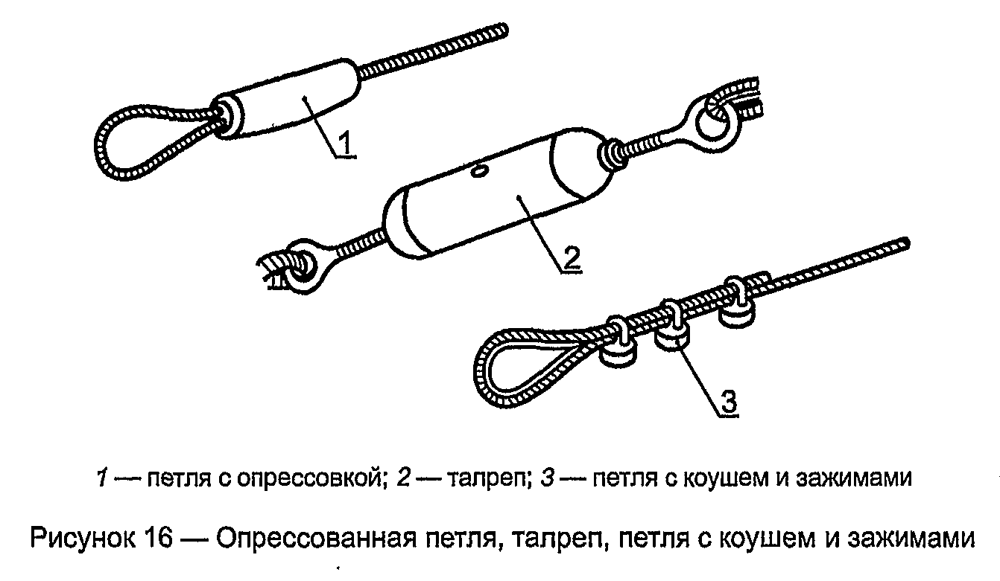 1
2
3
1 — петля с опрессовкой; 2 — талреп; 3 — петля с коушем и зажимами
Рисунок 16 — Опрессованная петля, талреп, петля с коушем и зажимами